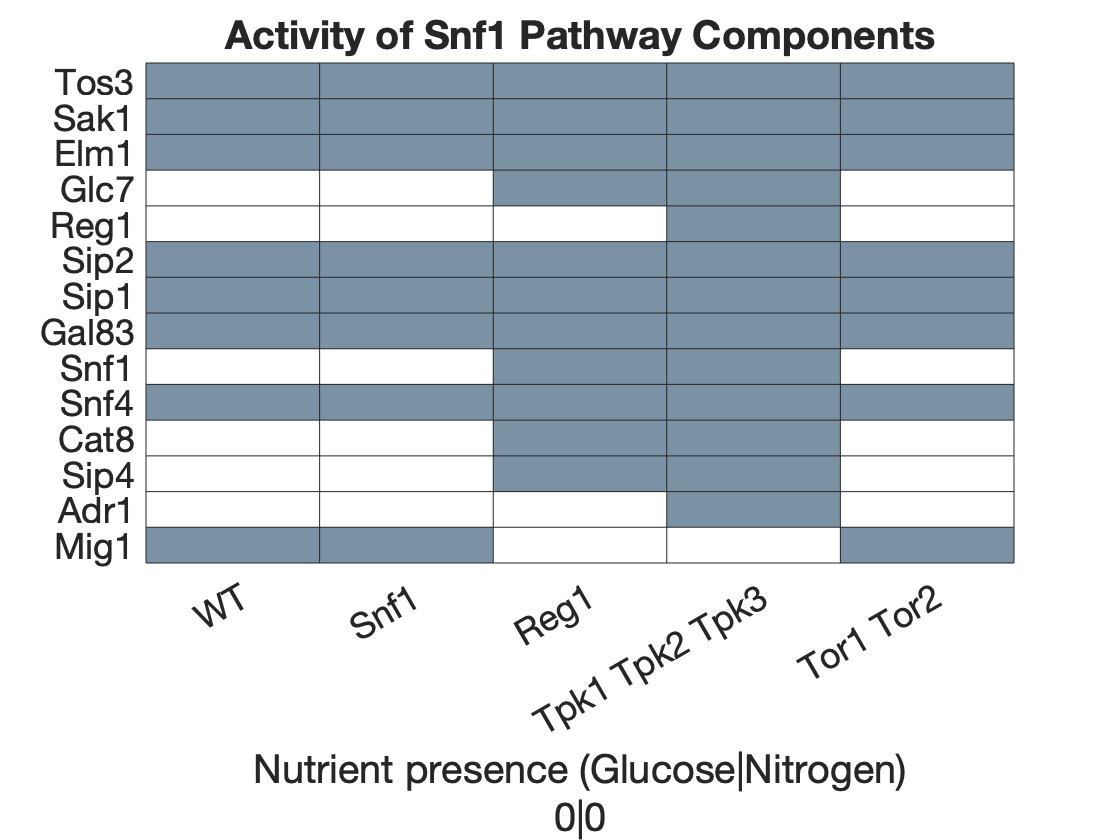 Activity of Snf1 Pathway Components
Tos3
Sak1
Elm1
Glc7
Reg1
Sip2
Sip1
Gal83
Snf1
Snf4
Cat8
Sip4
Adr1
Mig1
WT
Snf1
Reg1
Tpk1 Tpk2 Tpk3
Tor1 Tor2
Nutrient presence (Glucose|Nitrogen)
0|0